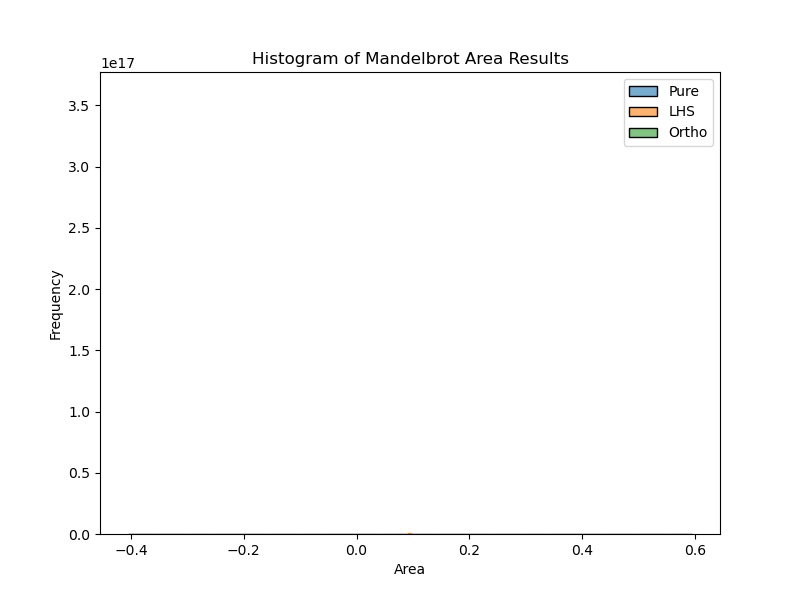 Histogram of Mandelbrot Area Results
1e17
Pure
LHS
Ortho
3.5
3.0
2.5
2.0
1.5
1.0
0.5
0.0
Frequency
−0.4 −0.2 0.0 0.2 0.4 0.6
Area